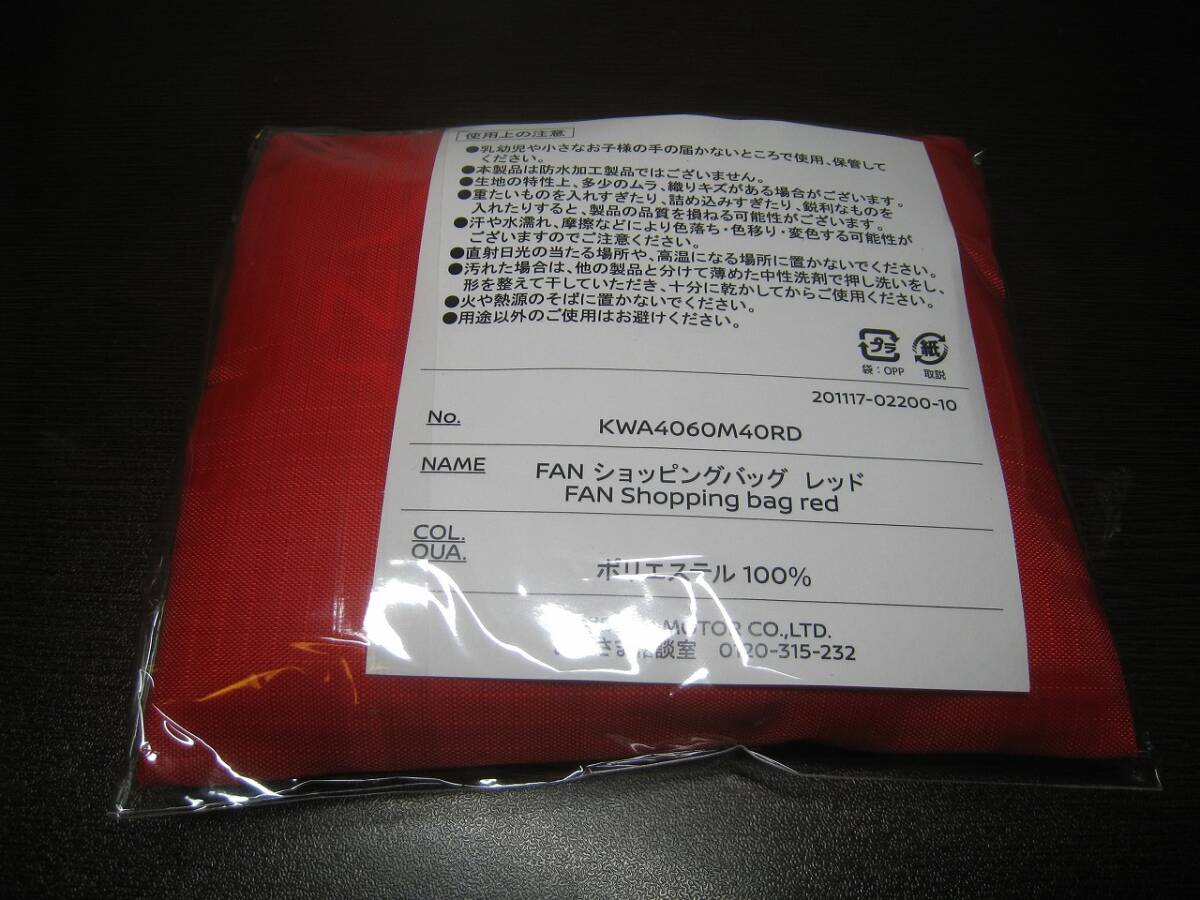 使用上の注意
●乳幼児や小さなお子様の手の届かないところで使用、保管して
ください。
●本製品は防水加工製品ではございません。
●生地の特性上、多少のムラ、織りキズがある場合がございます。
●重たいものを入れすぎたり、詰め込みすぎたり、鋭利なものを
入れたりすると、製品の品質を損ねる可能性がございます。
●汗や水濡れ、摩擦などにより色落ち・色移り・変色する可能性が
ございますのでご注意ください。
●直射日光の当たる場所や、高温になる場所に置かないでください。
●汚れた場合は、他の製品と分けて薄めた中性洗剤で押し洗いをし、
形を整えて干していただき、十分に乾かしてからご使用ください。
●火や熱源のそばに置かないでください。
●用途以外のご使用はお避けください。
プラ 紙
袋:OPP 取説
201117-02200-10
No. KWA4060M40RD
NAME FAN ショッピングバッグ レッド
FAN Shopping bag red
COL.
QUA.
ポリエステル 100%
MOTOR CO.,LTD.
さま相談室 0120-315-232